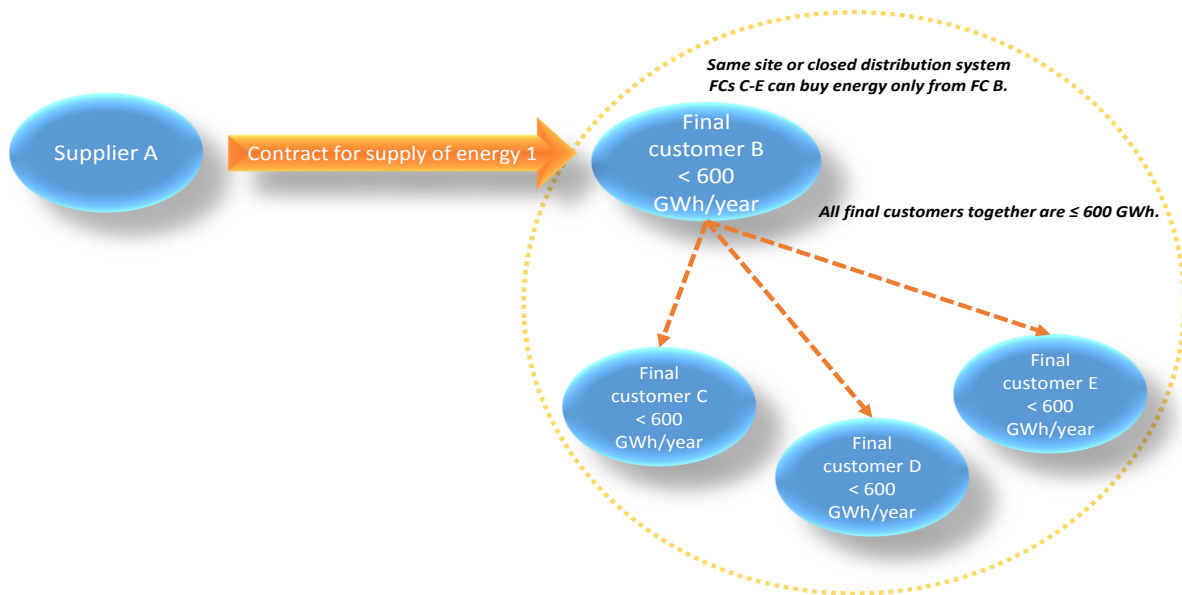 Same site or closed distribution system
FCs C-E can buy energy only from FC B.
Supplier A
Contract for supply of energy 1
Final
customer B
< 600
GWh/year
All final customers together are ≤ 600 GWh.
Final
customer C
< 600
GWh/year
Final
customer D
< 600
GWh/year
Final
customer E
< 600
GWh/year